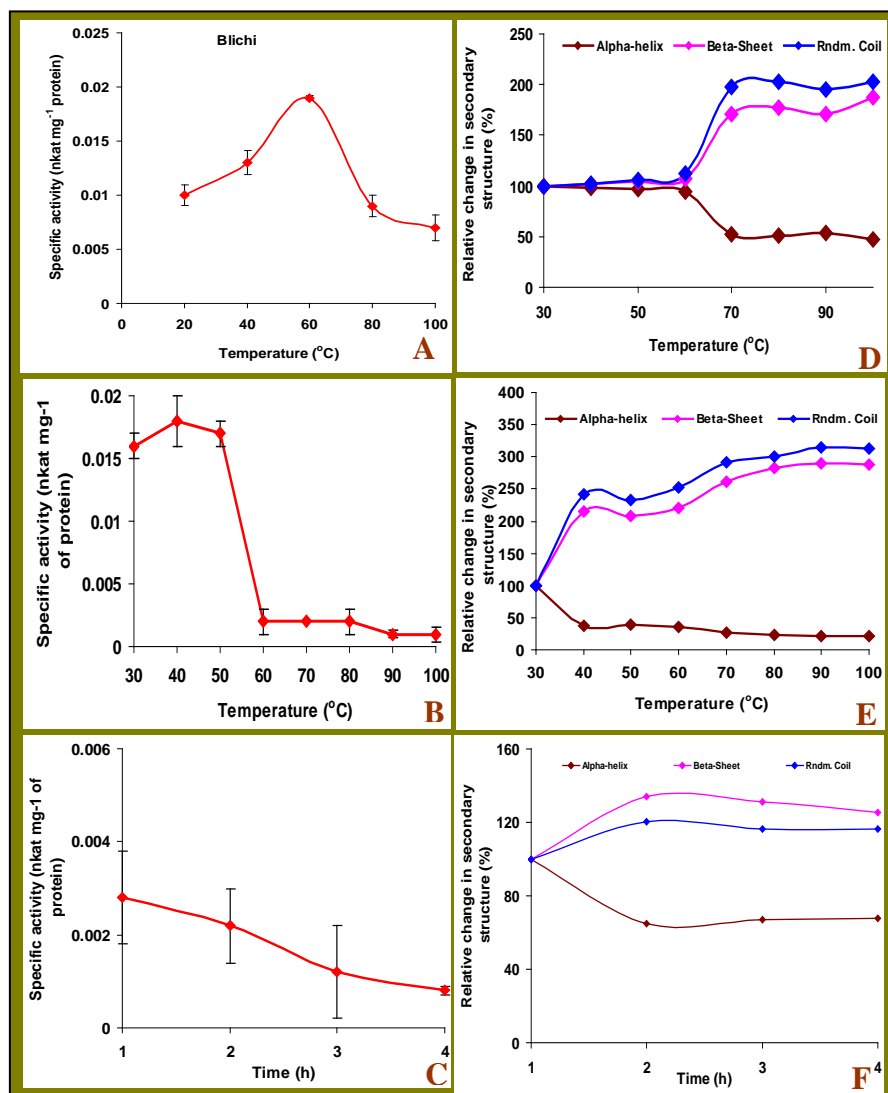 Blichi
Specific activity (nkat mg-1 protein)
0.025
0.02
0.015
0.01
0.005
0
0 20 40 60 80 100
Temperature (oC)
A
Alpha-helix Beta-Sheet Rndm. Coil
Relative change in secondary
structure (%)
250
200
150
100
50
0
30 50 70 90
Temperature (oC)
D
Specific activity (nkat mg-1
of protein)
0.02
0.015
0.01
0.005
0
30 40 50 60 70 80 90 100
Temperature (oC)
B
Alpha-helix Beta-Sheet Rndm. Coil
Relative change in secondary
structure (%)
400
350
300
250
200
150
100
50
0
30 40 50 60 70 80 90 100
Temperature (oC)
E
Specific activity (nkat mg-1 of
protein)
0.006
0.004
0.002
0
1 2 3 4
Time (h)
C
Alpha-helix Beta-Sheet Rndm. Coil
Relative change in secondary
structure (%)
160
120
80
40
0
1 2 3 4
Time (h)
F